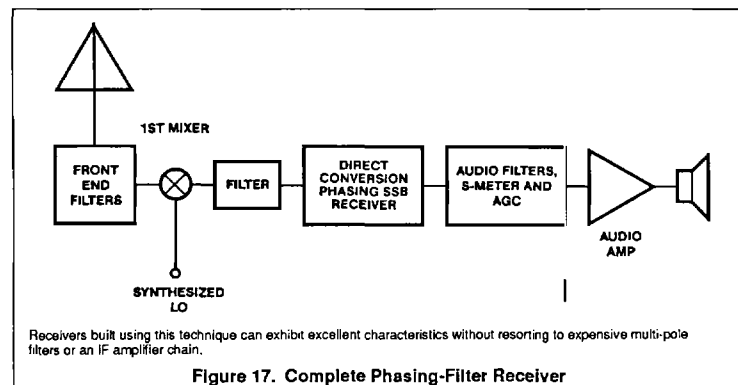 1ST MIXER
FRONT
END
FILTERS
FILTER
DIRECT
CONVERSION
PHASING SSB
RECEIVER
AUDIO FILTERS,
S-METER AND
AGC
AUDIO
AMP
SYNTHESIZED
LO
Receivers built using this technique can exhibit excellent characteristics without resorting to expensive multi-pole
filters or an IF amplifier chain.
Figure 17. Complete Phasing-Filter Receiver